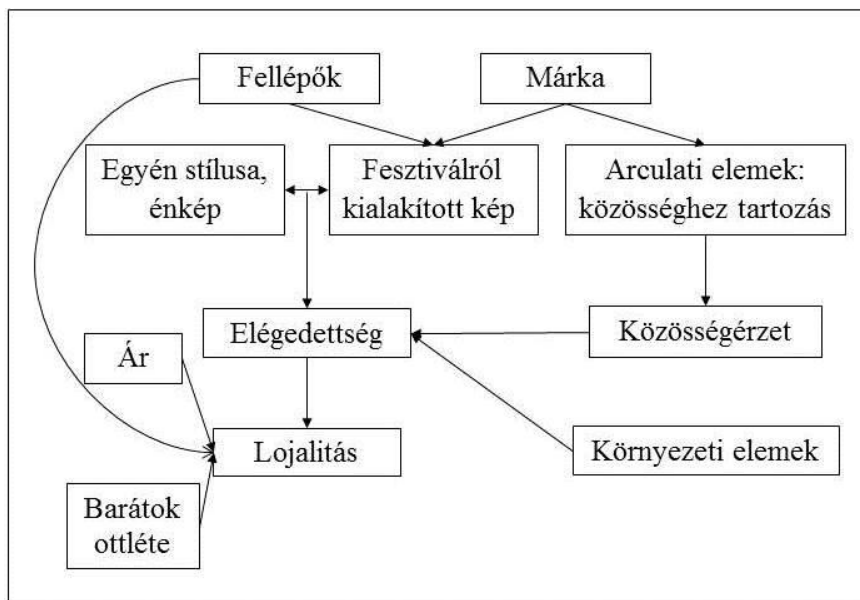 Fellépők
Márka
Egyén stílusa,
énkép
Fesztiválról
kialakított kép
Arculati elemek:
közösséghez tartozás
Elégedettség
Közösségérzet
Ár
Lojalitás
Környezeti elemek
Barátok
ottléte